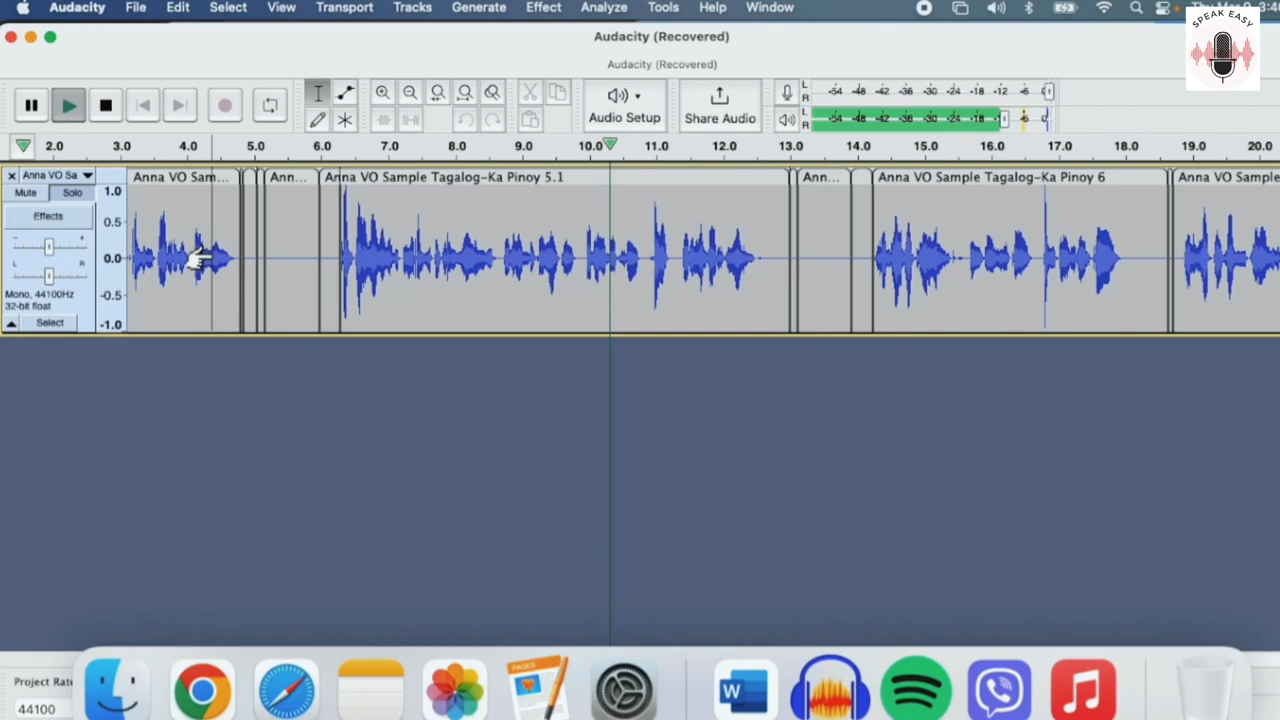 Audacity File Edit Select View Transport Tracks Generate Effect Analyze Tools Help Window
SPEAK EASY
Audacity (Recovered)
Audacity (Recovered)
Audio Setup Share Audio
L -54 -48 -42 -36 -30 -24 -18 -12 -6 0
R
L -54 -48 -42 -36 -30 -24 -18 -6 0
R
2.0 3.0 4.0 5.0 6.0 7.0 8.0 9.0 10.0 11.0 12.0 13.0 14.0 15.0 16.0 17.0 18.0 19.0 20.0
Anna VO Sa
Anna VO Sam... Ann... Anna VO Sample Tagalog-Ka Pinoy 5.1 Ann... Anna VO Sample Tagalog-Ka Pinoy 6 Anna VO Sample
Mute Solo
Effects
- +
L R
Mono, 44100Hz
32-bit float
Select
1.0
0.5
0.0
-0.5
-1.0
PAGES
W
Project Rate
44100